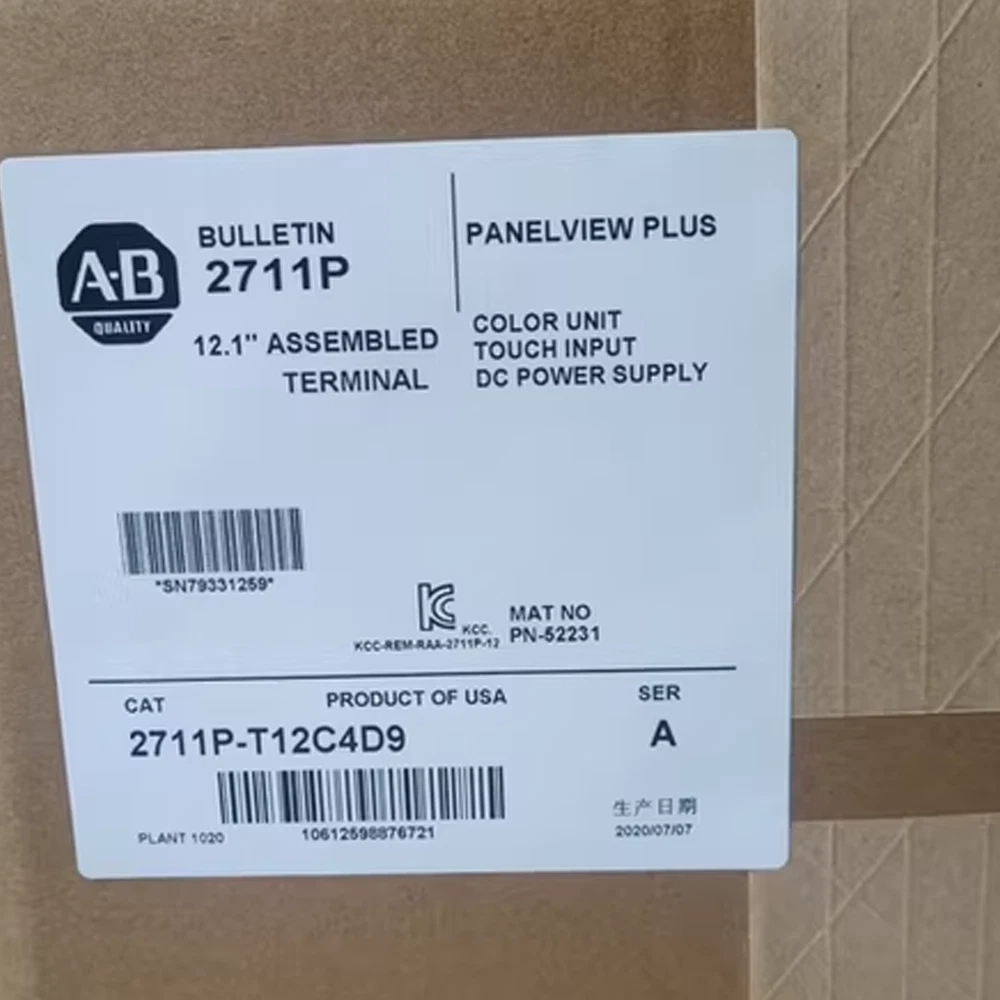 A·B
QUALITY
BULLETIN
2711P
PANELVIEW PLUS
12.1" ASSEMBLED
TERMINAL
COLOR UNIT
TOUCH INPUT
DC POWER SUPPLY
*SN79331259*
KCC.
KCC-REM-RAA-2711P-12
MAT NO
PN-52231
CAT
PRODUCT OF USA
SER
2711P-T12C4D9
A
PLANT 1020
10612598876721
生产日期
2020/07/07